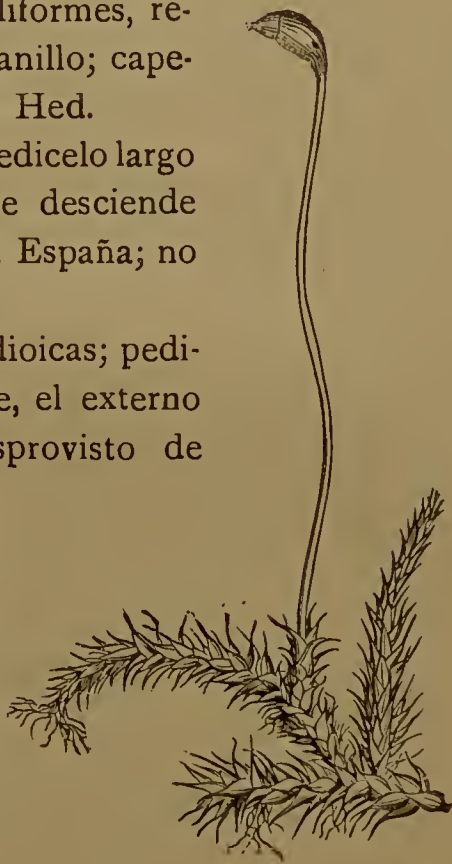 liformes, re-
anillo; cape-
Hed.
edicelo largo
e desciende
España; no
dioicas; pedi-
e, el externo
sprovisto de